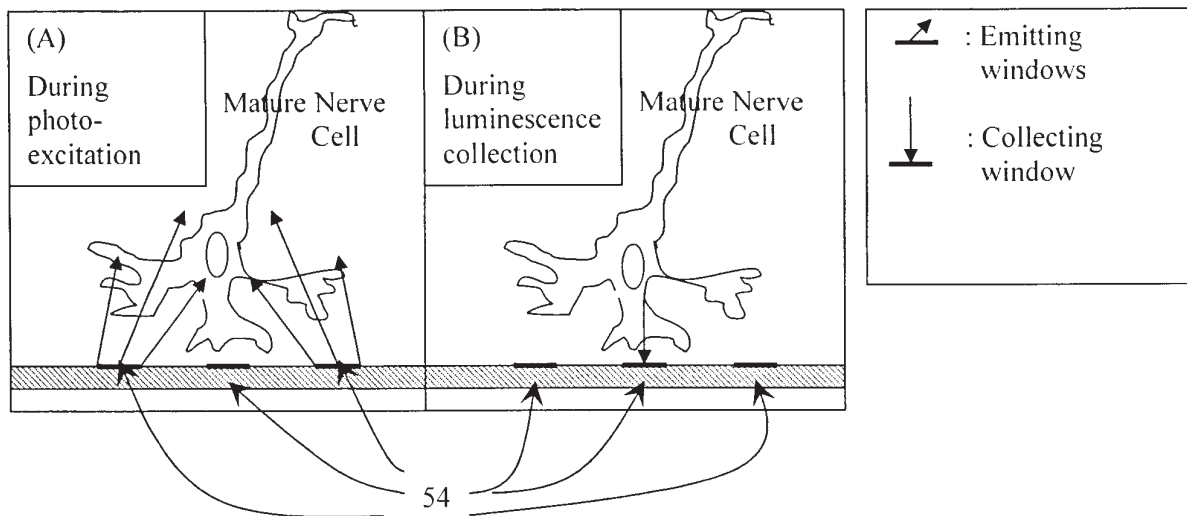 (A)
During
photo-
excitation
Mature Nerve
Cell
(B)
During
luminescence
collection
Mature Nerve
Cell
: Emitting
windows
: Collecting
window
54